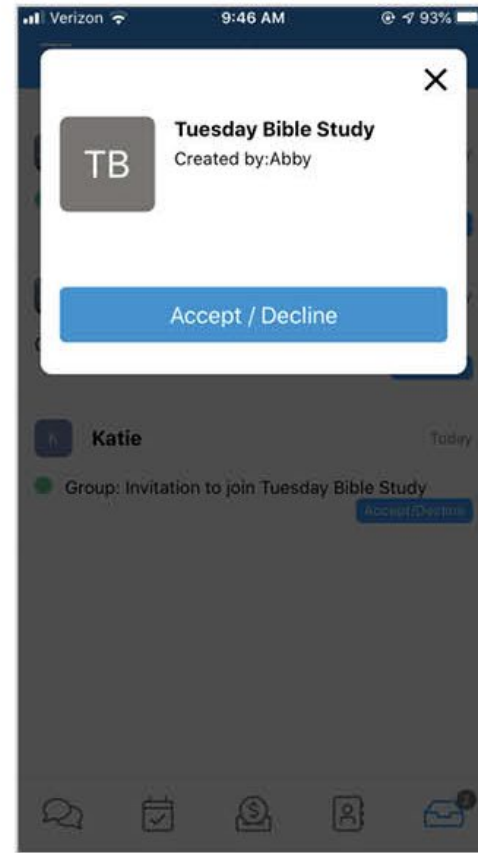 Verizon 9:46 AM 93%
Tuesday Bible Study
TB
Created by:Abby
Accept / Decline
K Katie Today
Group: Invitation to join Tuesday Bible Study
Accept/Decline